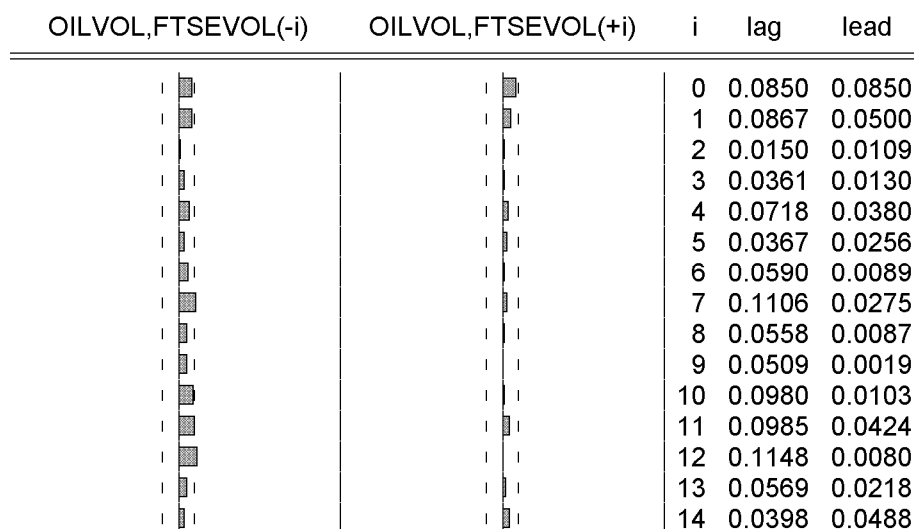 OILVOL,FTSEVOL(-i) OILVOL,FTSEVOL(+i) i lag lead
0 0.0850 0.0850
1 0.0867 0.0500
2 0.0150 0.0109
3 0.0361 0.0130
4 0.0718 0.0380
5 0.0367 0.0256
6 0.0590 0.0089
7 0.1106 0.0275
8 0.0558 0.0087
9 0.0509 0.0019
10 0.0980 0.0103
11 0.0985 0.0424
12 0.1148 0.0080
13 0.0569 0.0218
14 0.0398 0.0488